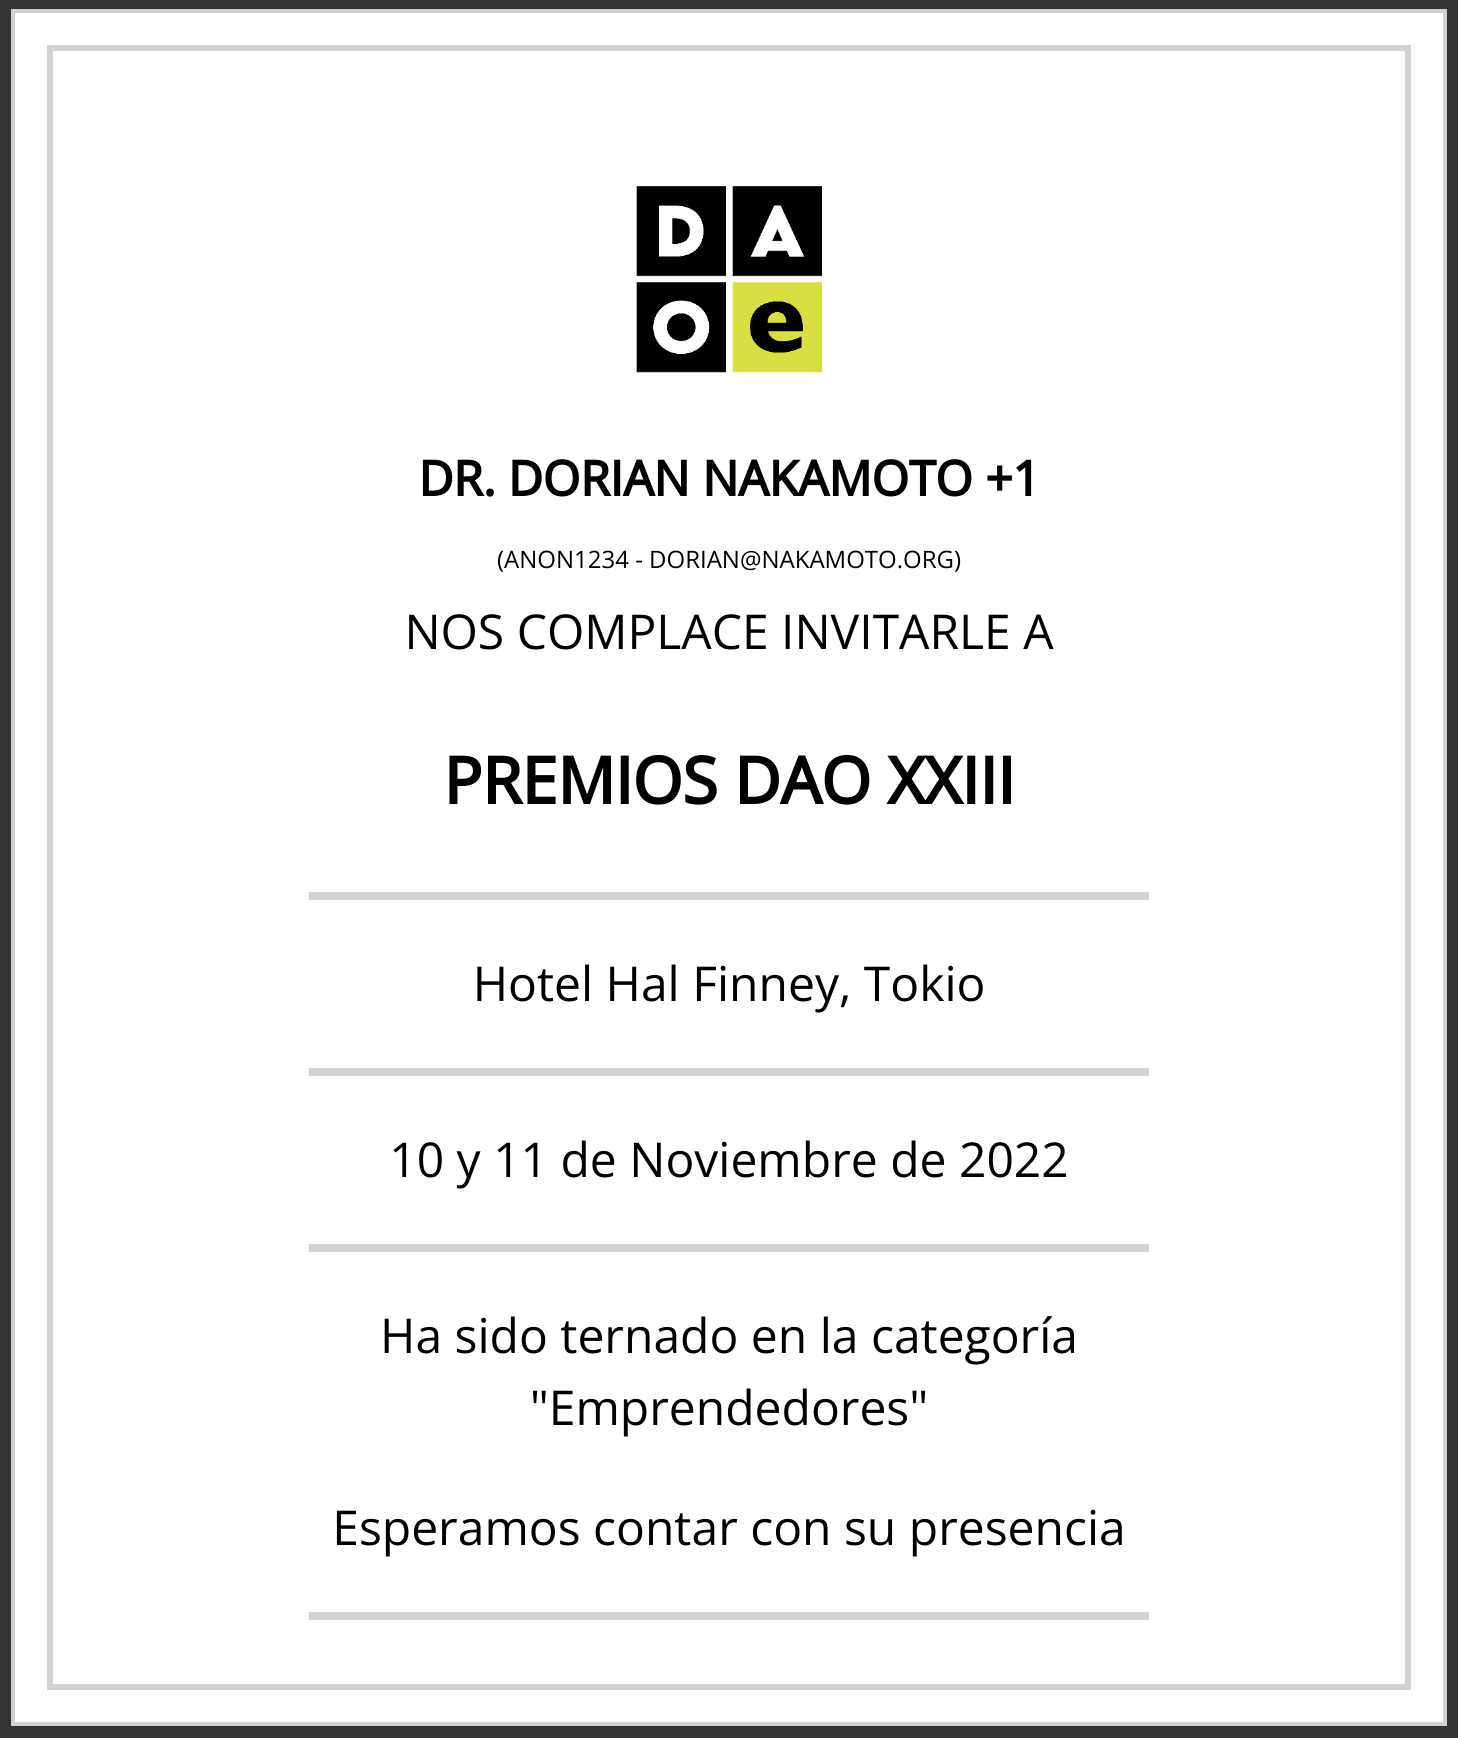 D A
O e
DR. DORIAN NAKAMOTO +1
(ANON1234 - DORIAN@NAKAMOTO.ORG)
NOS COMPLACE INVITARLE A
PREMIOS DAO XXIII
Hotel Hal Finney, Tokio
10 y 11 de Noviembre de 2022
Ha sido ternado en la categoría
"Emprendedores"
Esperamos contar con su presencia